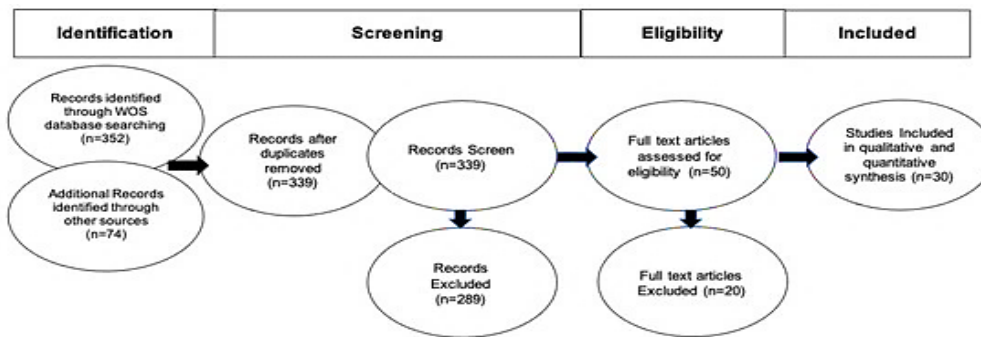 Identification
Screening
Eligibility
Included
Records identified
through WOS
database searching
(n=352)
Additional Records
identified through
other sources
(n=74)
Records after
duplicates
removed
(n=339)
Records Screen
(n=339)
Records
Excluded
(n=289)
Full text articles
assessed for
eligibility (n=50)
Full text articles
Excluded (n=20)
Studies Included
in qualitative and
quantitative
synthesis (n=30)